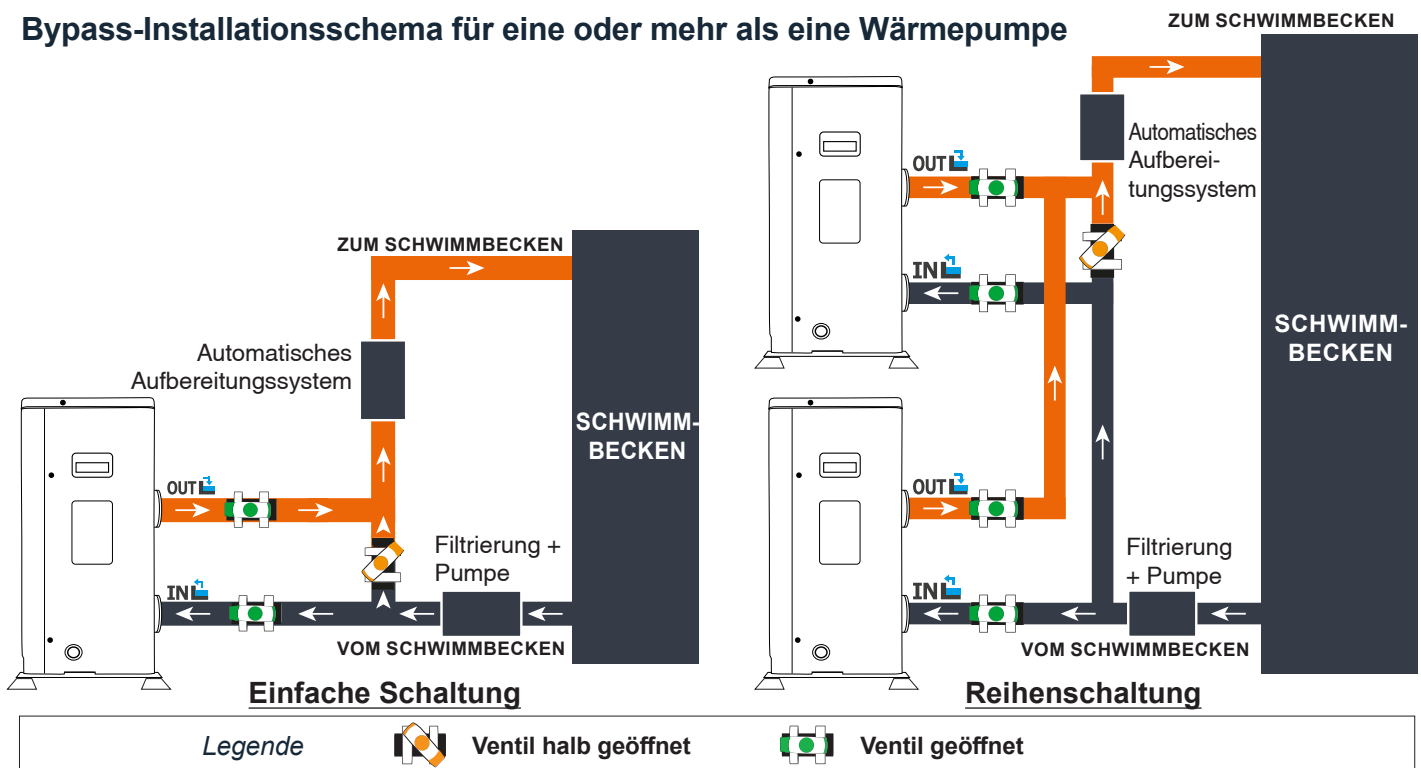 Bypass-Installationsschema für eine oder mehr als eine Wärmepumpe
ZUM SCHWIMMBECKEN
Automatisches
Aufbereitungssystem
SCHWIMM-
BECKEN
OUT
IN
Filtrierung +
Pumpe
VOM SCHWIMMBECKEN
Einfache Schaltung
ZUM SCHWIMMBECKEN
Automatisches
Aufberei-
tungssystem
OUT
IN
SCHWIMM-
BECKEN
OUT
IN
Filtrierung
+ Pumpe
VOM SCHWIMMBECKEN
Reihenschaltung
Legende
Ventil halb geöffnet
Ventil geöffnet